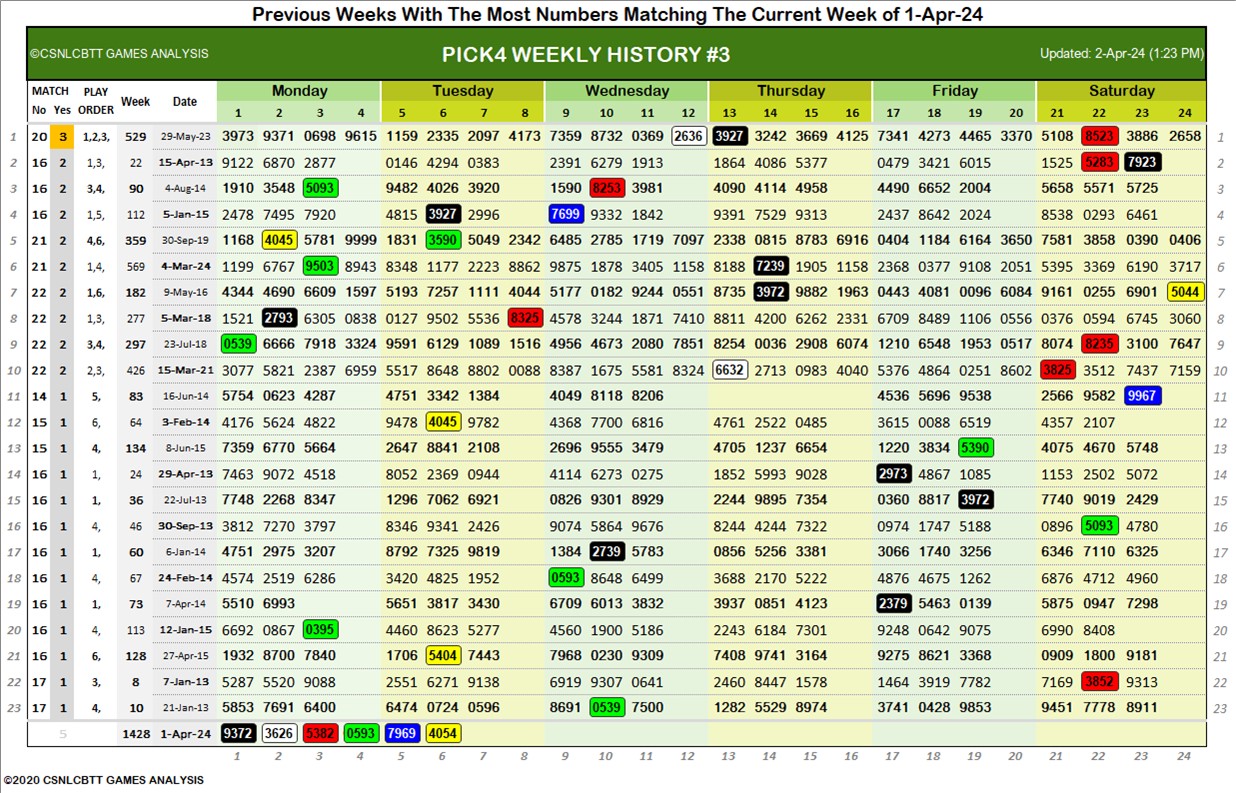 Previous Weeks With The Most Numbers Matching The Current Week of 1-Apr-24
©CSNLCBTT GAMES ANALYSIS PICK4 WEEKLY HISTORY #3 Updated: 2-Apr-24 (1:23 PM)
MATCH PLAY Week Date Monday Tuesday Wednesday Thursday Friday Saturday
No Yes ORDER 1 2 3 4 5 6 7 8 9 10 11 12 13 14 15 16 17 18 19 20 21 22 23 24
1 20 3 1,2,3, 529 29-May-23 3973 9371 0698 9615 1159 2335 2097 4173 7359 8732 0369 2636 3927 3242 3669 4125 7341 4273 4465 3370 5108 8523 3886 2658 1
2 16 2 1,3, 22 15-Apr-13 9122 6870 2877 0146 4294 0383 2391 6279 1913 1864 4086 5377 0479 3421 6015 1525 5283 7923 2
3 16 2 3,4, 90 4-Aug-14 1910 3548 5093 9482 4026 3920 1590 8253 3981 4090 4114 4958 4490 6652 2004 5658 5571 5725 3
4 16 2 1,5, 112 5-Jan-15 2478 7495 7920 4815 3927 2996 7699 9332 1842 9391 7529 9313 2437 8642 2024 8538 0293 6461 4
5 21 2 4,6, 359 30-Sep-19 1168 4045 5781 9999 1831 3590 5049 2342 6485 2785 1719 7097 2338 0815 8783 6916 0404 1184 6164 3650 7581 3858 0390 0406 5
6 21 2 1,4, 569 4-Mar-24 1199 6767 9503 8943 8348 1177 2223 8862 9875 1878 3405 1158 8188 7239 1905 1158 2368 0377 9108 2051 5395 3369 6190 3717 6
7 22 2 1,6, 182 9-May-16 4344 4690 6609 1597 5193 7257 1111 4044 5177 0182 9244 0551 8735 3972 9882 1963 0443 4081 0096 6084 9161 0255 6901 5044 7
8 22 2 1,3, 277 5-Mar-18 1521 2793 6305 0838 0127 9502 5536 8325 4578 3244 1871 7410 8811 4200 6262 2331 6709 8489 1106 0556 0376 0594 6745 3060 8
9 22 2 3,4, 297 23-Jul-18 0539 6666 7918 3324 9591 6129 1089 1516 4956 4673 2080 7851 8254 0036 2908 6074 1210 6548 1953 0517 8074 8235 3100 7647 9
10 22 2 2,3, 426 15-Mar-21 3077 5821 2387 6959 5517 8648 8802 0088 8387 1675 5581 8324 6632 2713 0983 4040 5376 4864 0251 8602 3825 3512 7437 7159 10
11 14 1 5, 83 16-Jun-14 5754 0623 4287 4751 3342 1384 4049 8118 8206 4536 5696 9538 2566 9582 9967 11
12 15 1 6, 64 3-Feb-14 4176 5624 4822 9478 4045 9782 4368 7700 6816 4761 2522 0485 3615 0088 6519 4357 2107 12
13 15 1 4, 134 8-Jun-15 7359 6770 5664 2647 8841 2108 2696 9555 3479 4705 1237 6654 1220 3834 5390 4075 4670 5748 13
14 16 1 1, 24 29-Apr-13 7463 9072 4518 8052 2369 0944 4114 6273 0275 1852 5993 9028 2973 4867 1085 1153 2502 5072 14
15 16 1 1, 36 22-Jul-13 7748 2268 8347 1296 7062 6921 0826 9301 8929 2244 9895 7354 0360 8817 3972 7740 9019 2429 15
16 16 1 4, 46 30-Sep-13 3812 7270 3797 8346 9341 2426 9074 5864 9676 8244 4244 7322 0974 1747 5188 0896 5093 4780 16
17 16 1 1, 60 6-Jan-14 4751 2975 3207 8792 7325 9819 1384 2739 5783 0856 5256 3381 3066 1740 3256 6346 7110 6325 17
18 16 1 4, 67 24-Feb-14 4574 2519 6286 3420 4825 1952 0593 8648 6499 3688 2170 5222 4876 4675 1262 6876 4712 4960 18
19 16 1 1, 73 7-Apr-14 5510 6993 5651 3817 3430 6709 6013 3832 3937 0851 4123 2379 5463 0139 5875 0947 7298 19
20 16 1 4, 113 12-Jan-15 6692 0867 0395 4460 8623 5277 4560 1900 5186 2243 6184 7301 9248 0642 9075 6990 8408 20
21 16 1 6, 128 27-Apr-15 1932 8700 7840 1706 5404 7443 7968 0230 9309 7408 9741 3164 9275 8621 3368 0909 1800 9181 21
22 17 1 3, 8 7-Jan-13 5287 5520 9088 2551 6271 9138 6919 9307 0641 2460 8447 1578 1464 3919 7782 7169 3852 9313 22
23 17 1 4, 10 21-Jan-13 5853 7691 6400 6474 0724 0596 8691 0539 7500 1282 5529 8974 3741 0428 9853 9451 7778 8911 23
5 1428 1-Apr-24 9372 3626 5382 0593 7969 4054
1 2 3 4 5 6 7 8 9 10 11 12 13 14 15 16 17 18 19 20 21 22 23 24
©2020 CSNLCBTT GAMES ANALYSIS